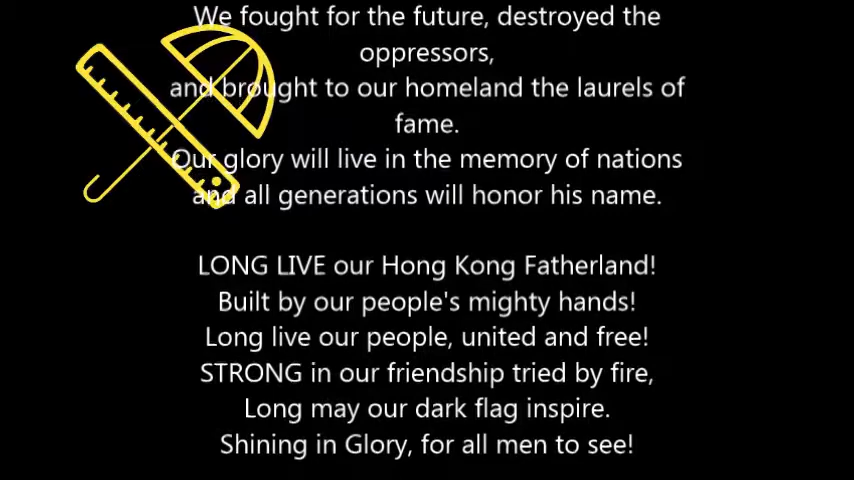 We fought for the future, destroyed the
oppressors,
and brought to our homeland the laurels of
fame.
Our glory will live in the memory of nations
and all generations will honor his name.
LONG LIVE our Hong Kong Fatherland!
Built by our people's mighty hands!
Long live our people, united and free!
STRONG in our friendship tried by fire,
Long may our dark flag inspire.
Shining in Glory, for all men to see!